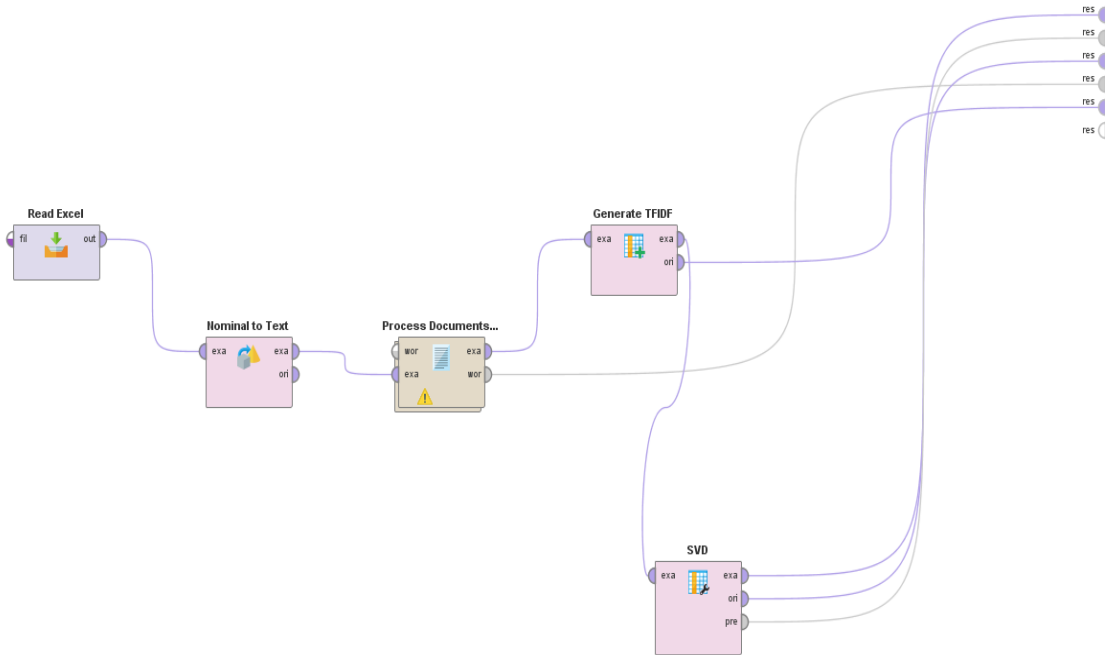 res
res
res
res
res
res
Read Excel
fil out
Generate TFIDF
exa exa
ori
Nominal to Text
exa exa
ori
Process Documents...
wor exa
exa wor
SVD
exa exa
ori
pre